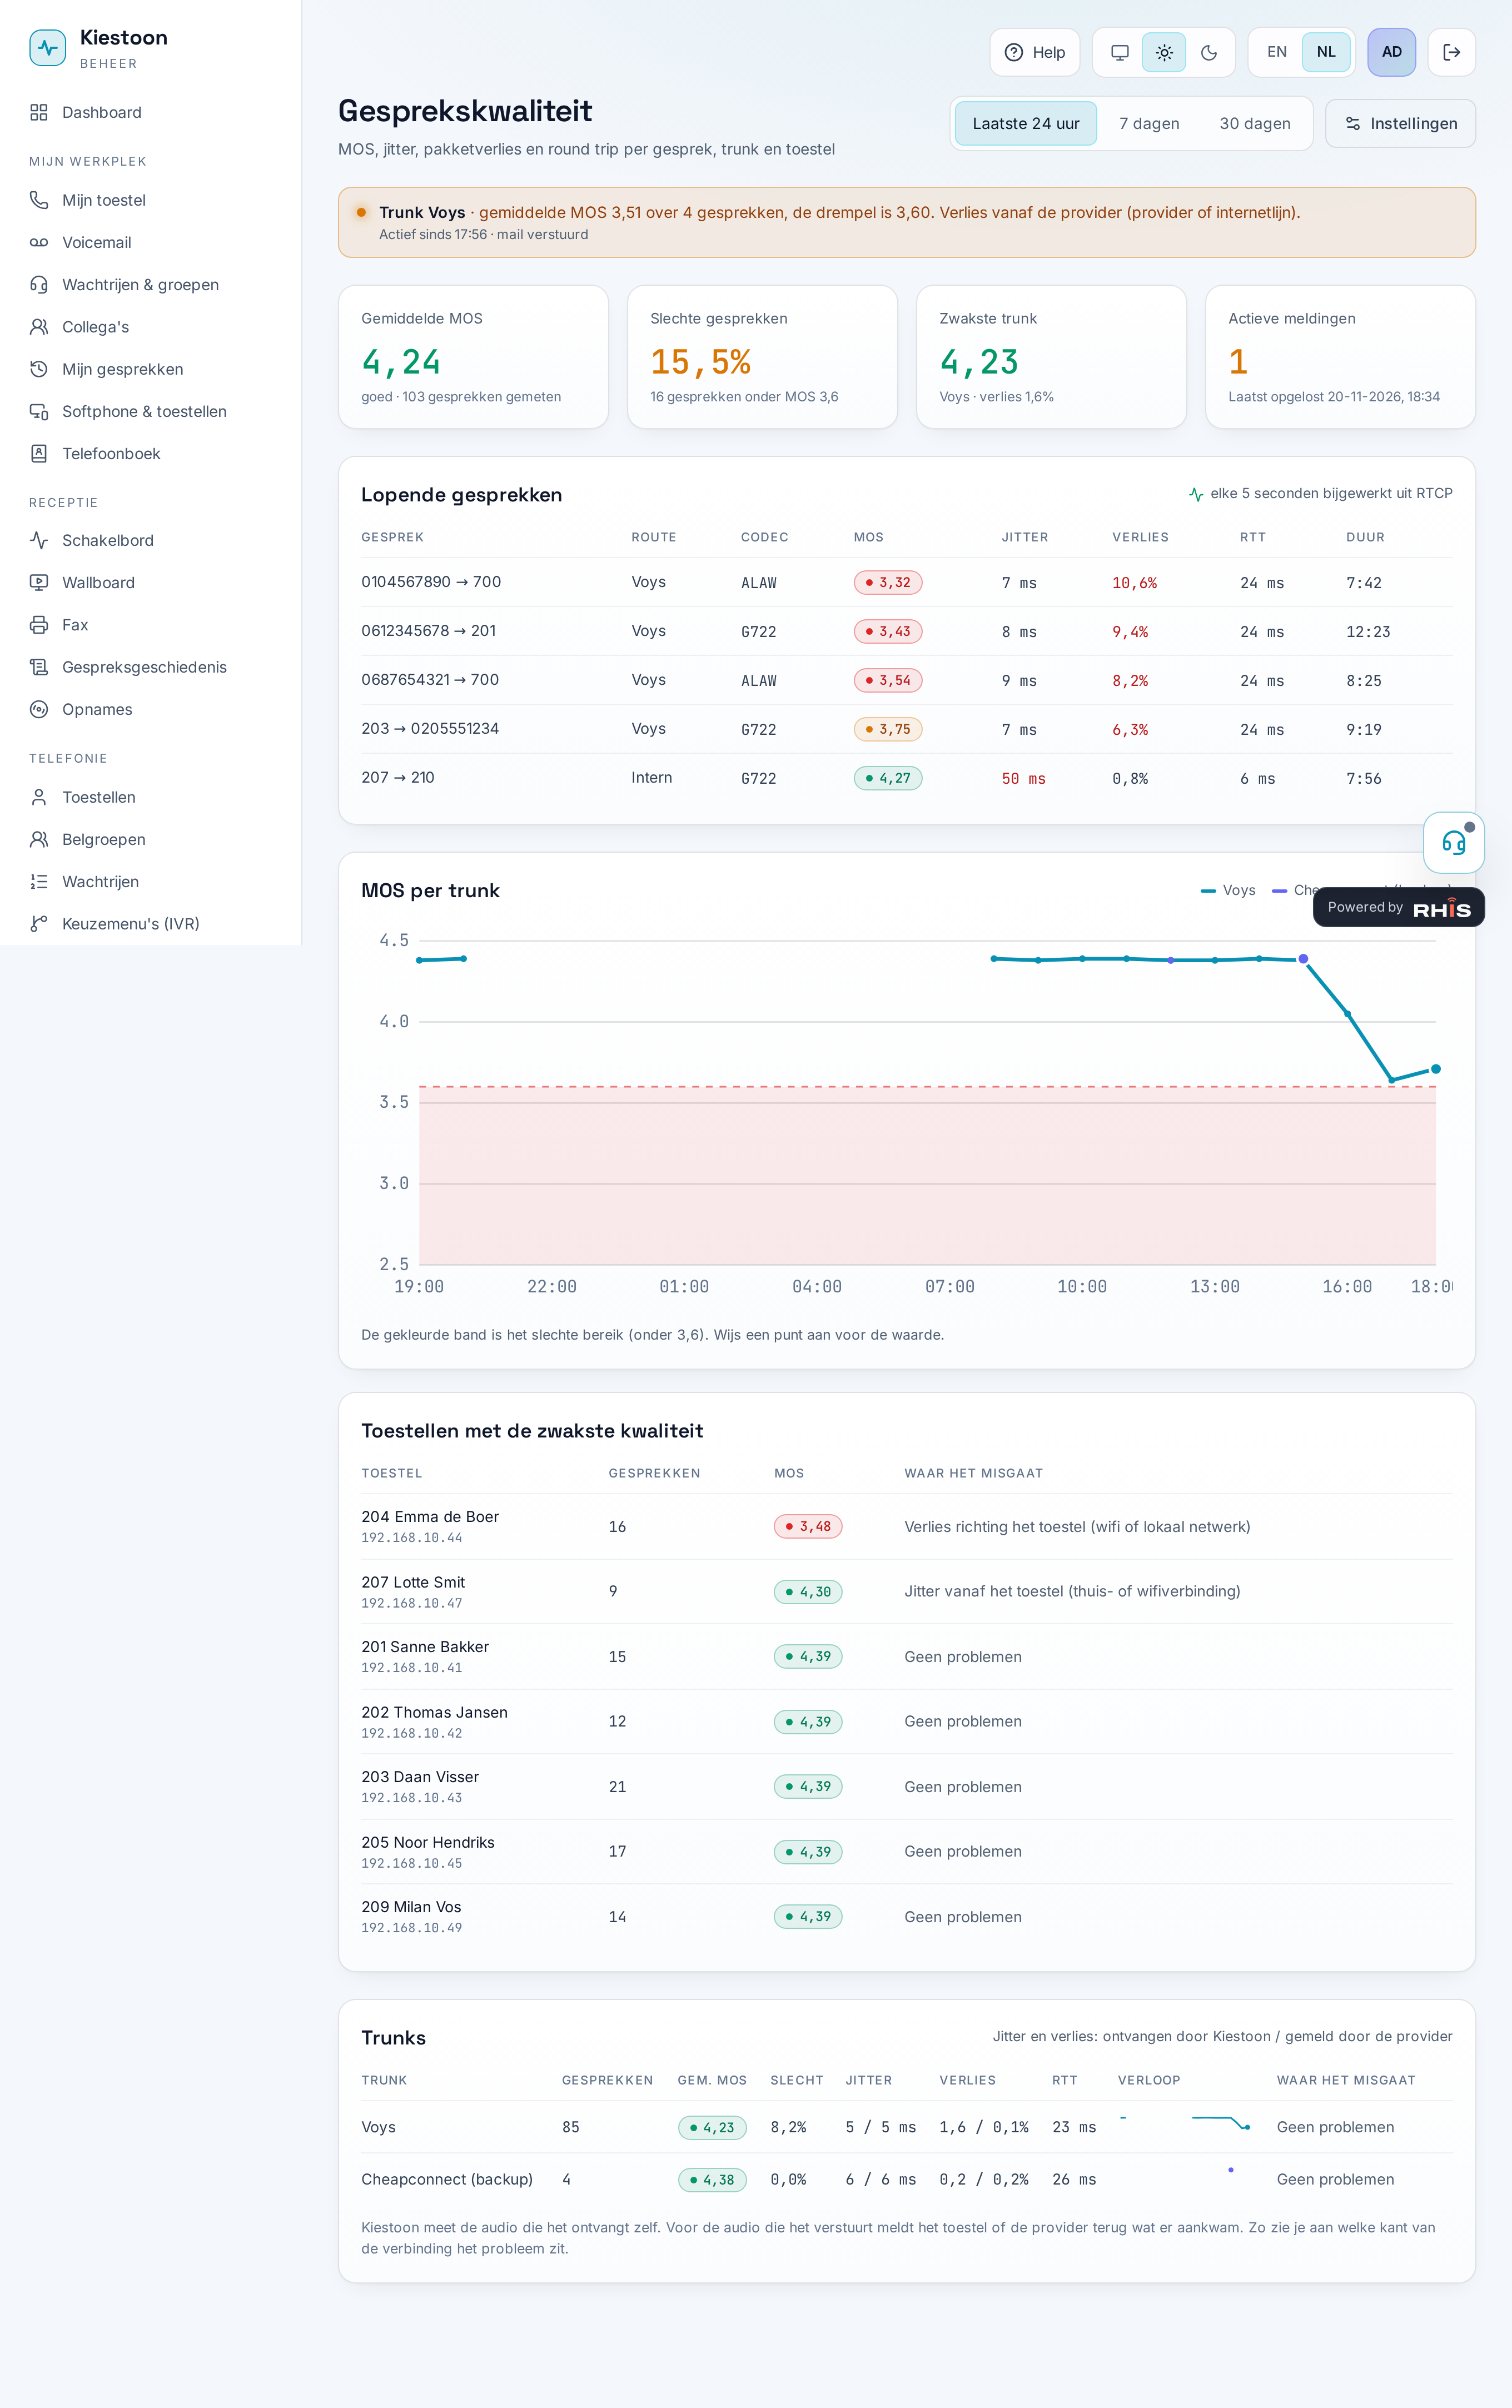 Kiestoon
BEHEER
Dashboard
MIJN WERKPLEK
Mijn toestel
Voicemail
Wachtrijen & groepen
Collega's
Mijn gesprekken
Softphone & toestellen
Telefoonboek
RECEPTIE
Schakelbord
Wallboard
Fax
Gespreksgeschiedenis
Opnames
TELEFONIE
Toestellen
Belgroepen
Wachtrijen
Keuzemenu's (IVR)
Help EN NL AD
Gesprekskwaliteit
MOS, jitter, pakketverlies en round trip per gesprek, trunk en toestel
Laatste 24 uur 7 dagen 30 dagen Instellingen
Trunk Voys · gemiddelde MOS 3,51 over 4 gesprekken, de drempel is 3,60. Verlies vanaf de provider (provider of internetlijn).
Actief sinds 17:56 · mail verstuurd
Gemiddelde MOS
4,24
goed · 103 gesprekken gemeten
Slechte gesprekken
15,5%
16 gesprekken onder MOS 3,6
Zwakste trunk
4,23
Voys · verlies 1,6%
Actieve meldingen
1
Laatst opgelost 20-11-2026, 18:34
Lopende gesprekken elke 5 seconden bijgewerkt uit RTCP
GESPREK ROUTE CODEC MOS JITTER VERLIES RTT DUUR
0104567890 → 700 Voys ALAW 3,32 7 ms 10,6% 24 ms 7:42
0612345678 → 201 Voys G722 3,43 8 ms 9,4% 24 ms 12:23
0687654321 → 700 Voys ALAW 3,54 9 ms 8,2% 24 ms 8:25
203 → 0205551234 Voys G722 3,75 7 ms 6,3% 24 ms 9:19
207 → 210 Intern G722 4,27 50 ms 0,8% 6 ms 7:56
MOS per trunk Voys
Powered by RHIS
4.5
4.0
3.5
3.0
2.5
19:00 22:00 01:00 04:00 07:00 10:00 13:00 16:00 18:00
De gekleurde band is het slechte bereik (onder 3,6). Wijs een punt aan voor de waarde.
Toestellen met de zwakste kwaliteit
TOESTEL GESPREKKEN MOS WAAR HET MISGAAT
204 Emma de Boer 16 3,48 Verlies richting het toestel (wifi of lokaal netwerk)
192.168.10.44
207 Lotte Smit 9 4,30 Jitter vanaf het toestel (thuis- of wifiverbinding)
192.168.10.47
201 Sanne Bakker 15 4,39 Geen problemen
192.168.10.41
202 Thomas Jansen 12 4,39 Geen problemen
192.168.10.42
203 Daan Visser 21 4,39 Geen problemen
192.168.10.43
205 Noor Hendriks 17 4,39 Geen problemen
192.168.10.45
209 Milan Vos 14 4,39 Geen problemen
192.168.10.49
Trunks Jitter en verlies: ontvangen door Kiestoon / gemeld door de provider
TRUNK GESPREKKEN GEM. MOS SLECHT JITTER VERLIES RTT VERLOOP WAAR HET MISGAAT
Voys 85 4,23 8,2% 5 / 5 ms 1,6 / 0,1% 23 ms Geen problemen
Cheapconnect (backup) 4 4,38 0,0% 6 / 6 ms 0,2 / 0,2% 26 ms Geen problemen
Kiestoon meet de audio die het ontvangt zelf. Voor de audio die het verstuurt meldt het toestel of de provider terug wat er aankwam. Zo zie je aan welke kant van
de verbinding het probleem zit.